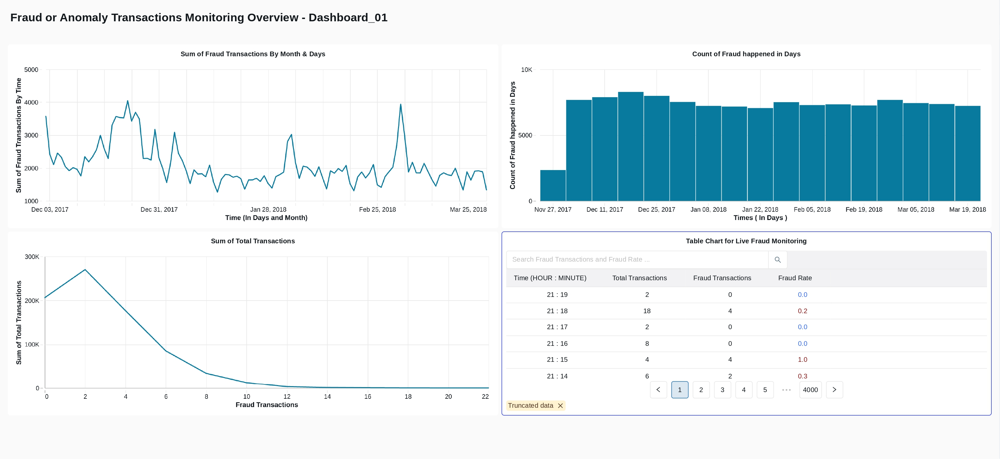 Fraud or Anomaly Transactions Monitoring Overview - Dashboard_01
Sum of Fraud Transactions By Month & Days
Sum of Fraud Transactions By Time
5000
4000
3000
2000
1000
Dec 03, 2017 Dec 31, 2017 Jan 28, 2018 Feb 25, 2018 Mar 25, 2018
Time (In Days and Month)
Count of Fraud happened in Days
Count of Fraud happened in Days
10K
5000
0
Nov 27, 2017 Dec 11, 2017 Dec 25, 2017 Jan 08, 2018 Jan 22, 2018 Feb 05, 2018 Feb 19, 2018 Mar 05, 2018 Mar 19, 2018
Times ( In Days )
Sum of Total Transactions
Sum of Total Transactions
300K
200K
100K
0
0 2 4 6 8 10 12 14 16 18 20 22
Fraud Transactions
Table Chart for Live Fraud Monitoring
Search Fraud Transactions and Fraud Rate ...
Time (HOUR : MINUTE) Total Transactions Fraud Transactions Fraud Rate
21 : 19 2 0 0.0
21 : 18 18 4 0.2
21 : 17 2 0 0.0
21 : 16 8 0 0.0
21 : 15 4 4 1.0
21 : 14 6 2 0.3
1 2 3 4 5 ••• 4000
Truncated data